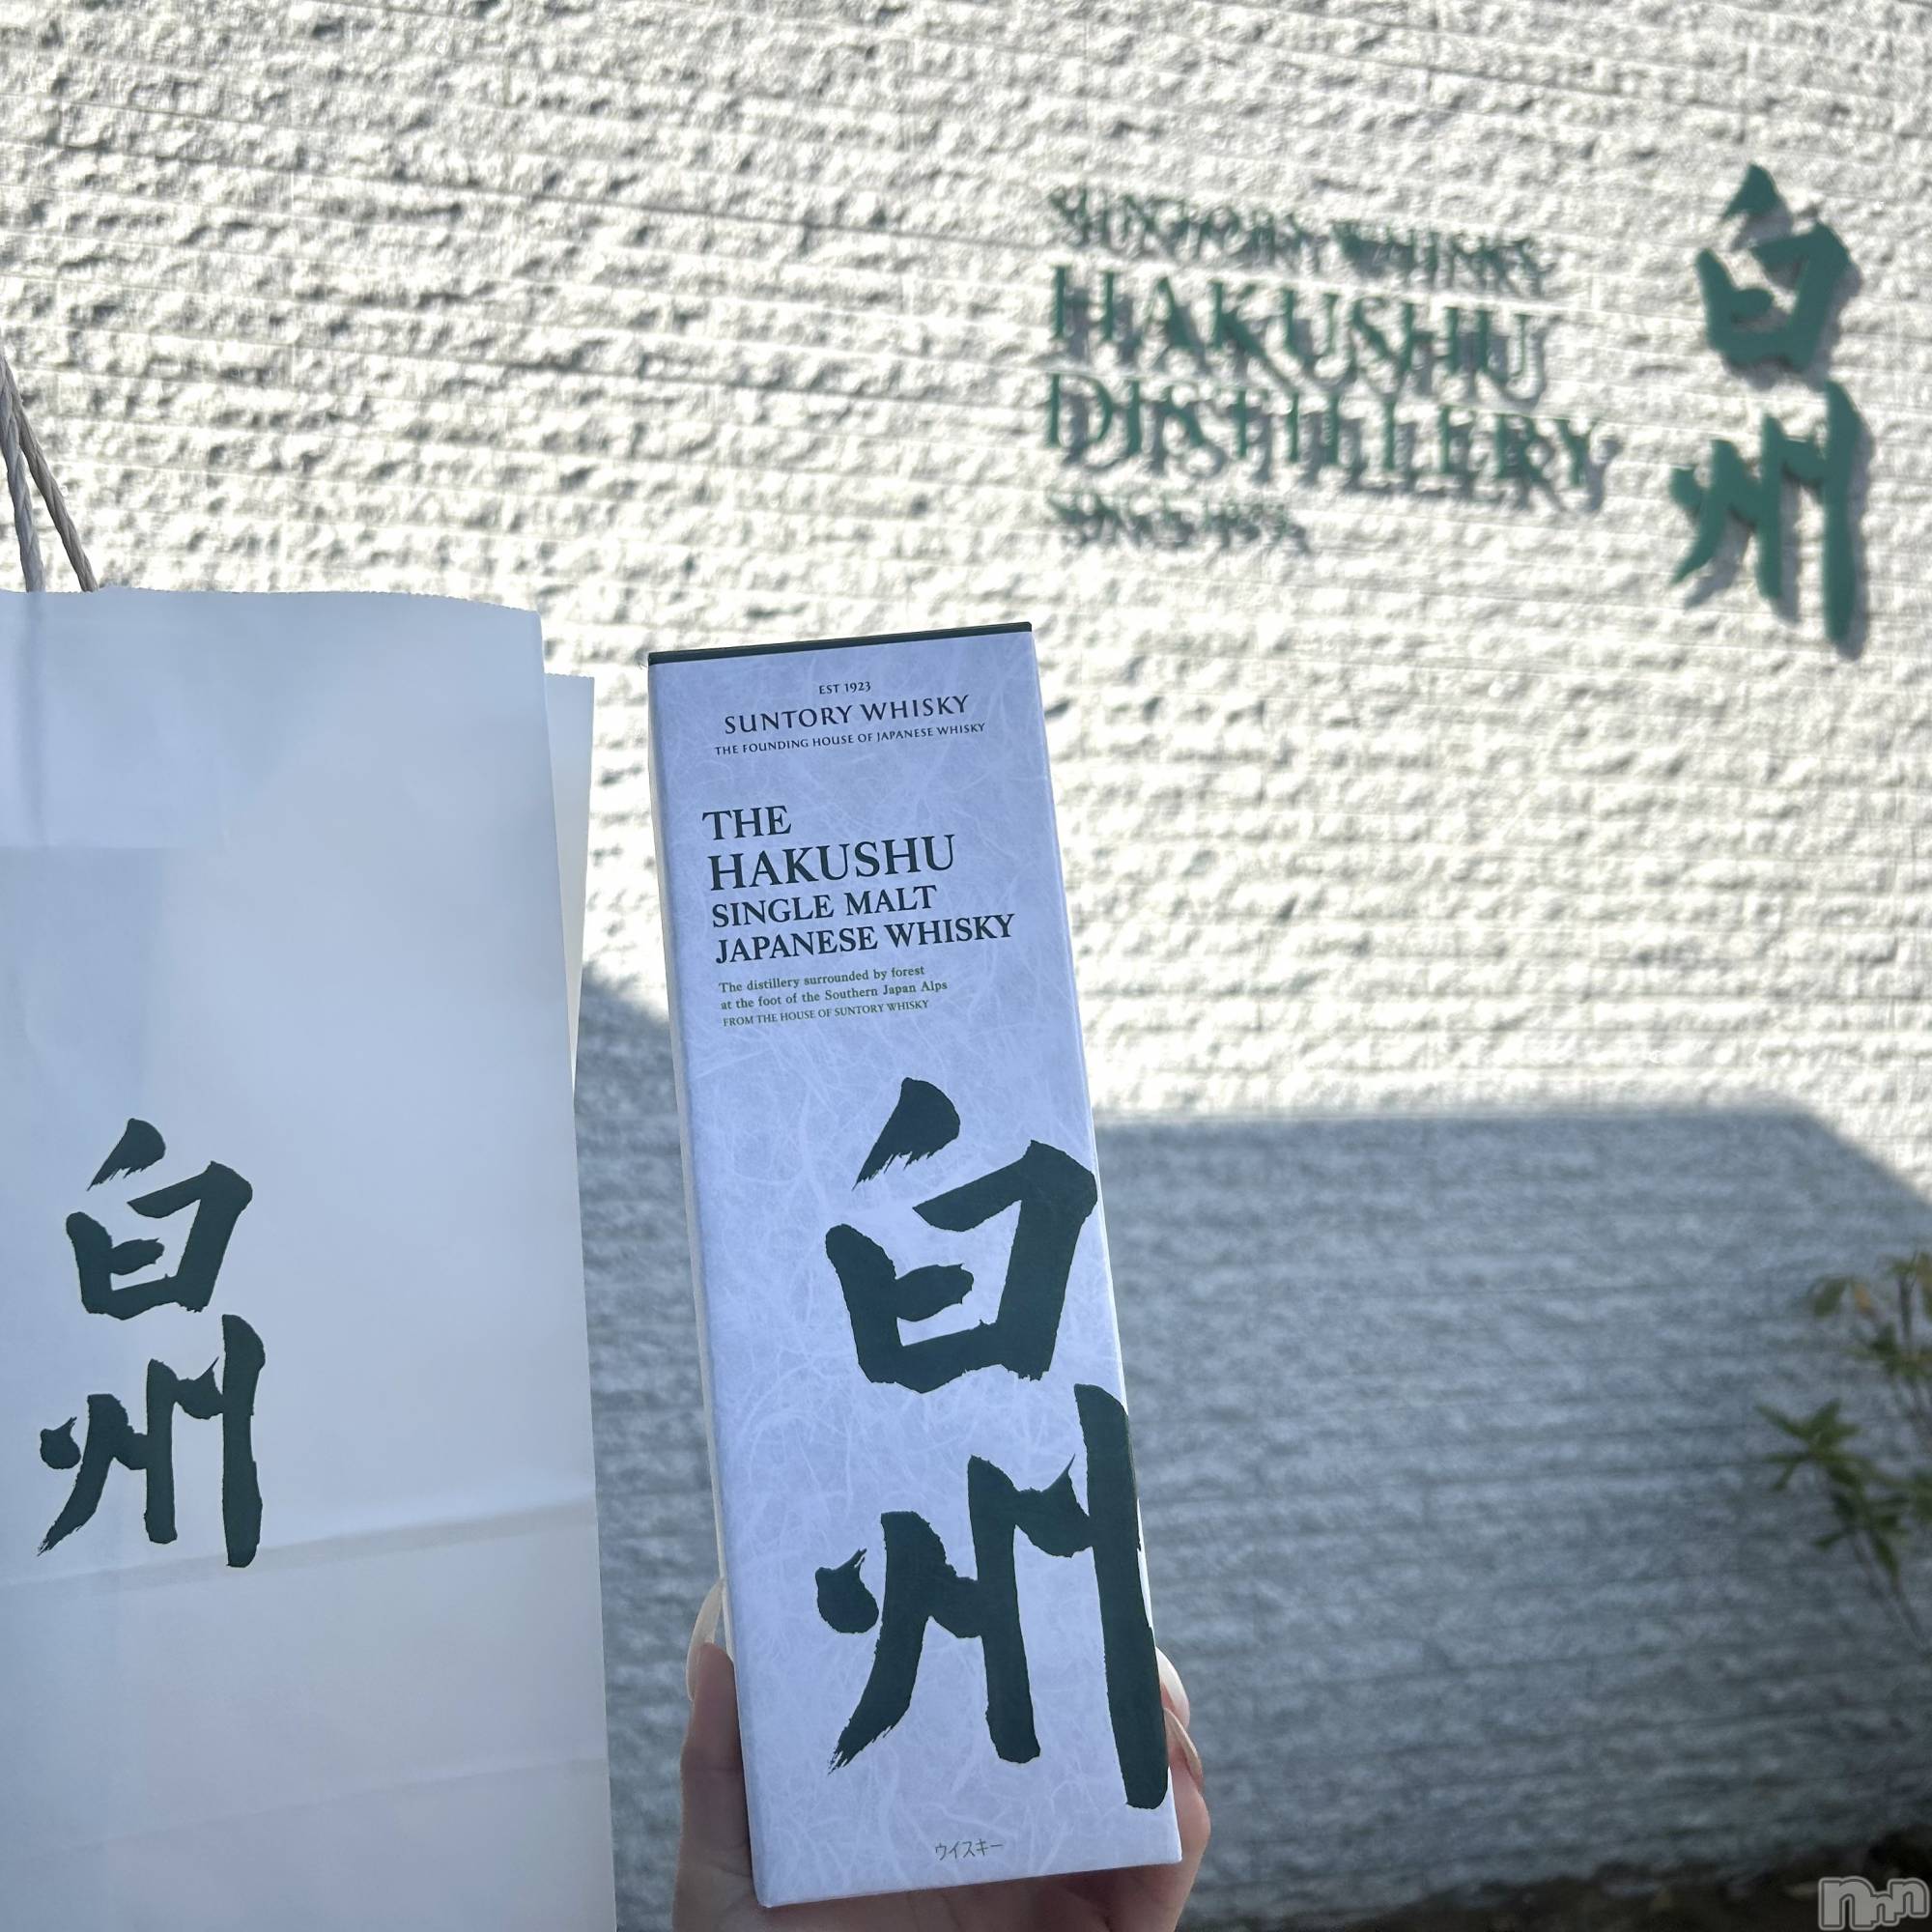 SUNTORY WHISKY
HAKUSHU
DISTILLERY
白州
EST 1923
SUNTORY WHISKY
THE FOUNDING HOUSE OF JAPANESE WHISKY
THE
HAKUSHU
SINGLE MALT
JAPANESE WHISKY
The distillery surrounded by forest
at the foot of the Southern Japan Alps
FROM THE HOUSE OF SUNTORY WHISKY
白州
ウイスキー
白州